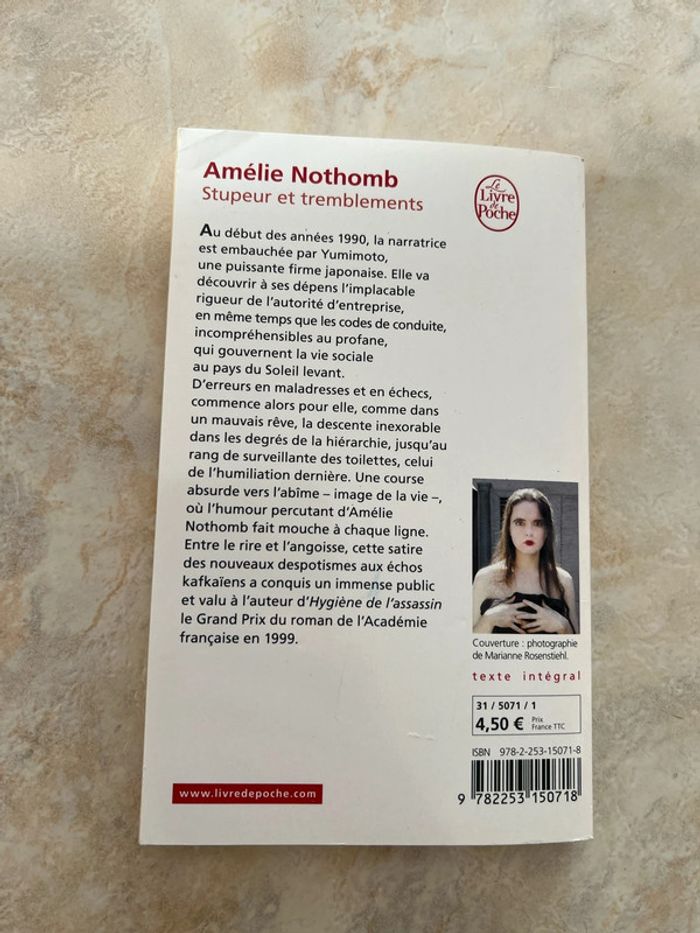 Amélie Nothomb
Stupeur et tremblements
Le
Livre
de
Poche
Au début des années 1990, la narratrice
est embauchée par Yumimoto,
une puissante firme japonaise. Elle va
découvrir à ses dépens l'implacable
rigueur de l'autorité d'entreprise,
en même temps que les codes de conduite,
incompréhensibles au profane,
qui gouvernent la vie sociale
au pays du Soleil levant.
D'erreurs en maladresses et en échecs,
commence alors pour elle, comme dans
un mauvais rêve, la descente inexorable
dans les degrés de la hiérarchie, jusqu'au
rang de surveillante des toilettes, celui
de l'humiliation dernière. Une course
absurde vers l'abîme – image de la vie –,
où l'humour percutant d'Amélie
Nothomb fait mouche à chaque ligne.
Entre le rire et l'angoisse, cette satire
des nouveaux despotismes aux échos
kafkaïens a conquis un immense public
et valu à l'auteur d'Hygiène de l'assassin
le Grand Prix du roman de l'Académie
française en 1999.
Couverture : photographie
de Marianne Rosenstiehl.
texte intégral
31 / 5071 / 1
4,50 € Prix
France TTC
ISBN 978-2-253-15071-8
9 782253 150718
www.livredepoche.com